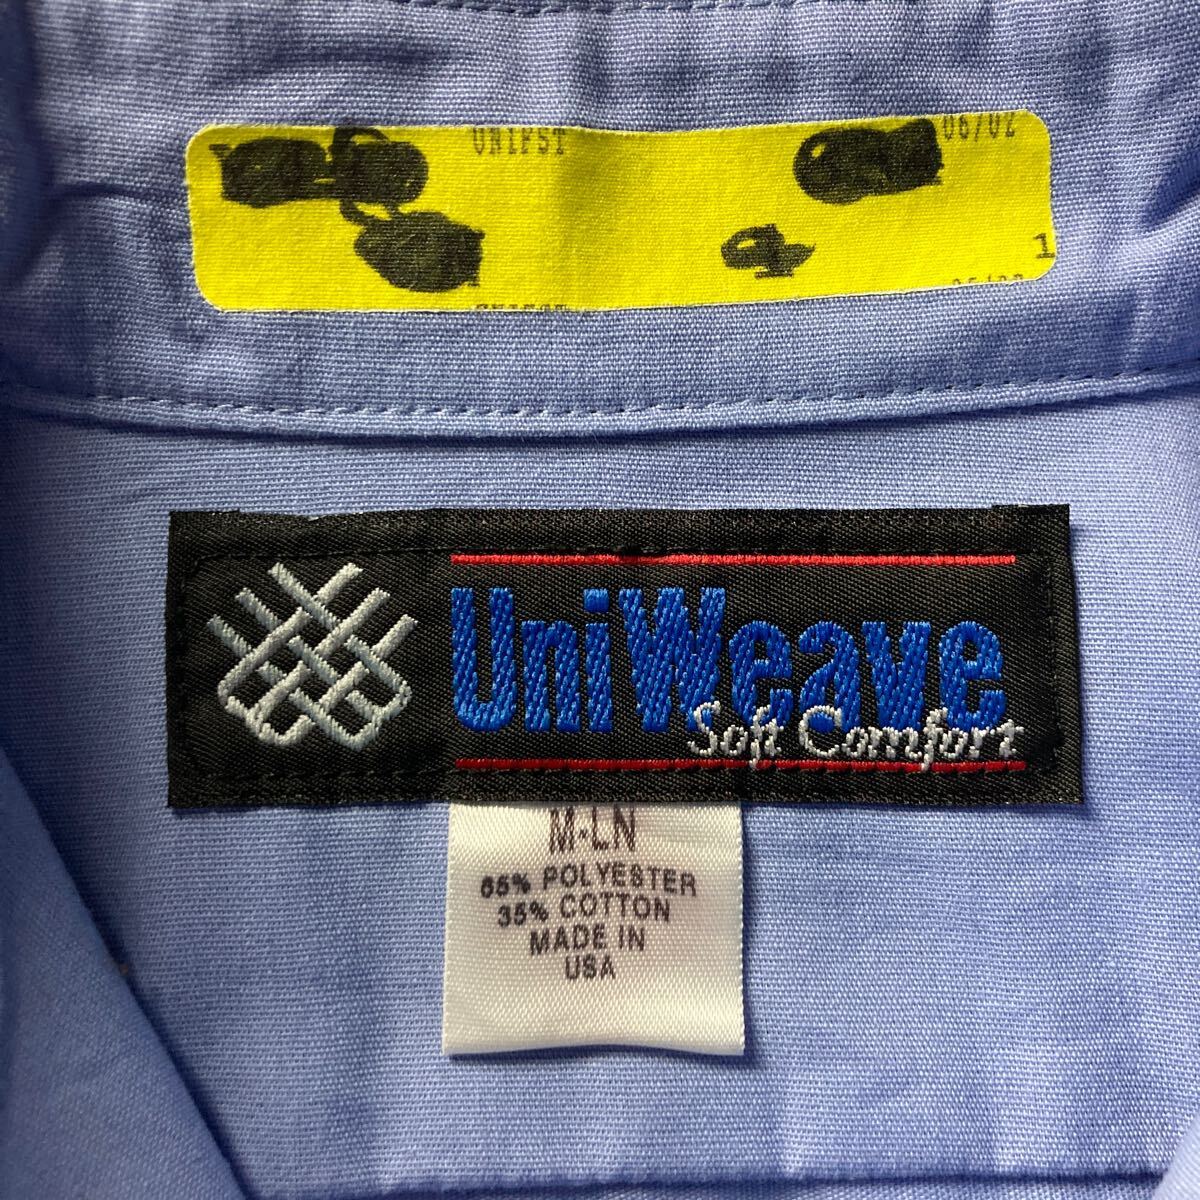 UNIFST 06/02
1
UniWeave
Soft Comfort
M-LN
65% POLYESTER
35% COTTON
MADE IN
USA